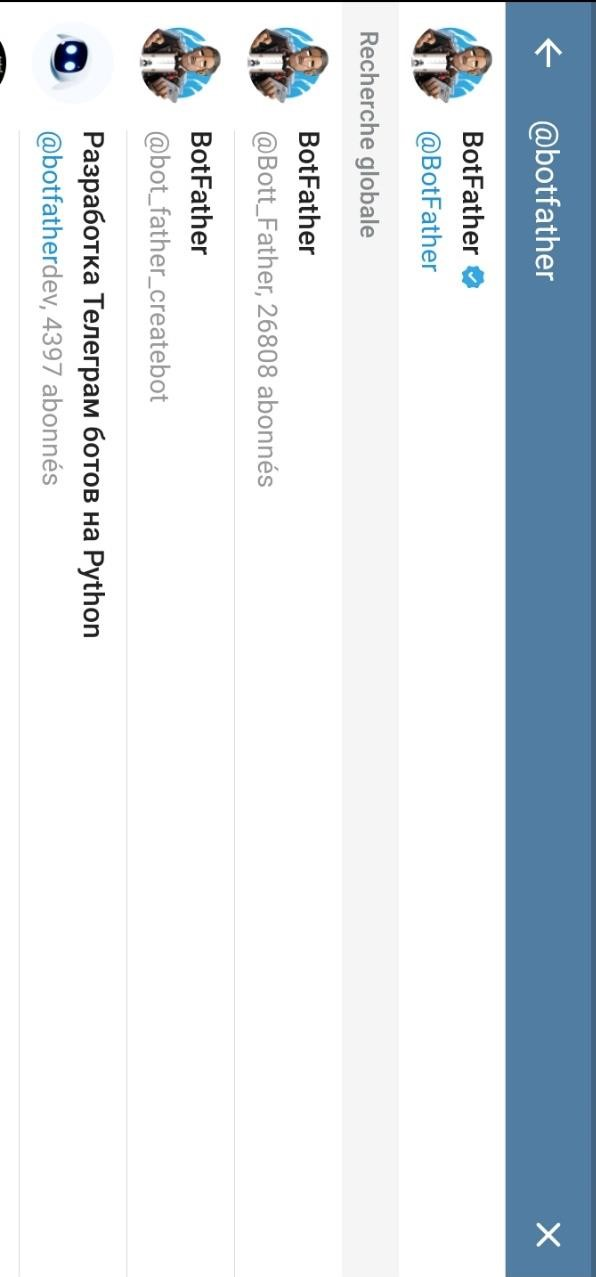 @botfather
BotFather
@BotFather
Recherche globale
BotFather
@Bott_Father, 26808 abonnés
BotFather
@bot_father_createbot
Разработка Телеграм ботов на Python
@botfatherdev, 4397 abonnés